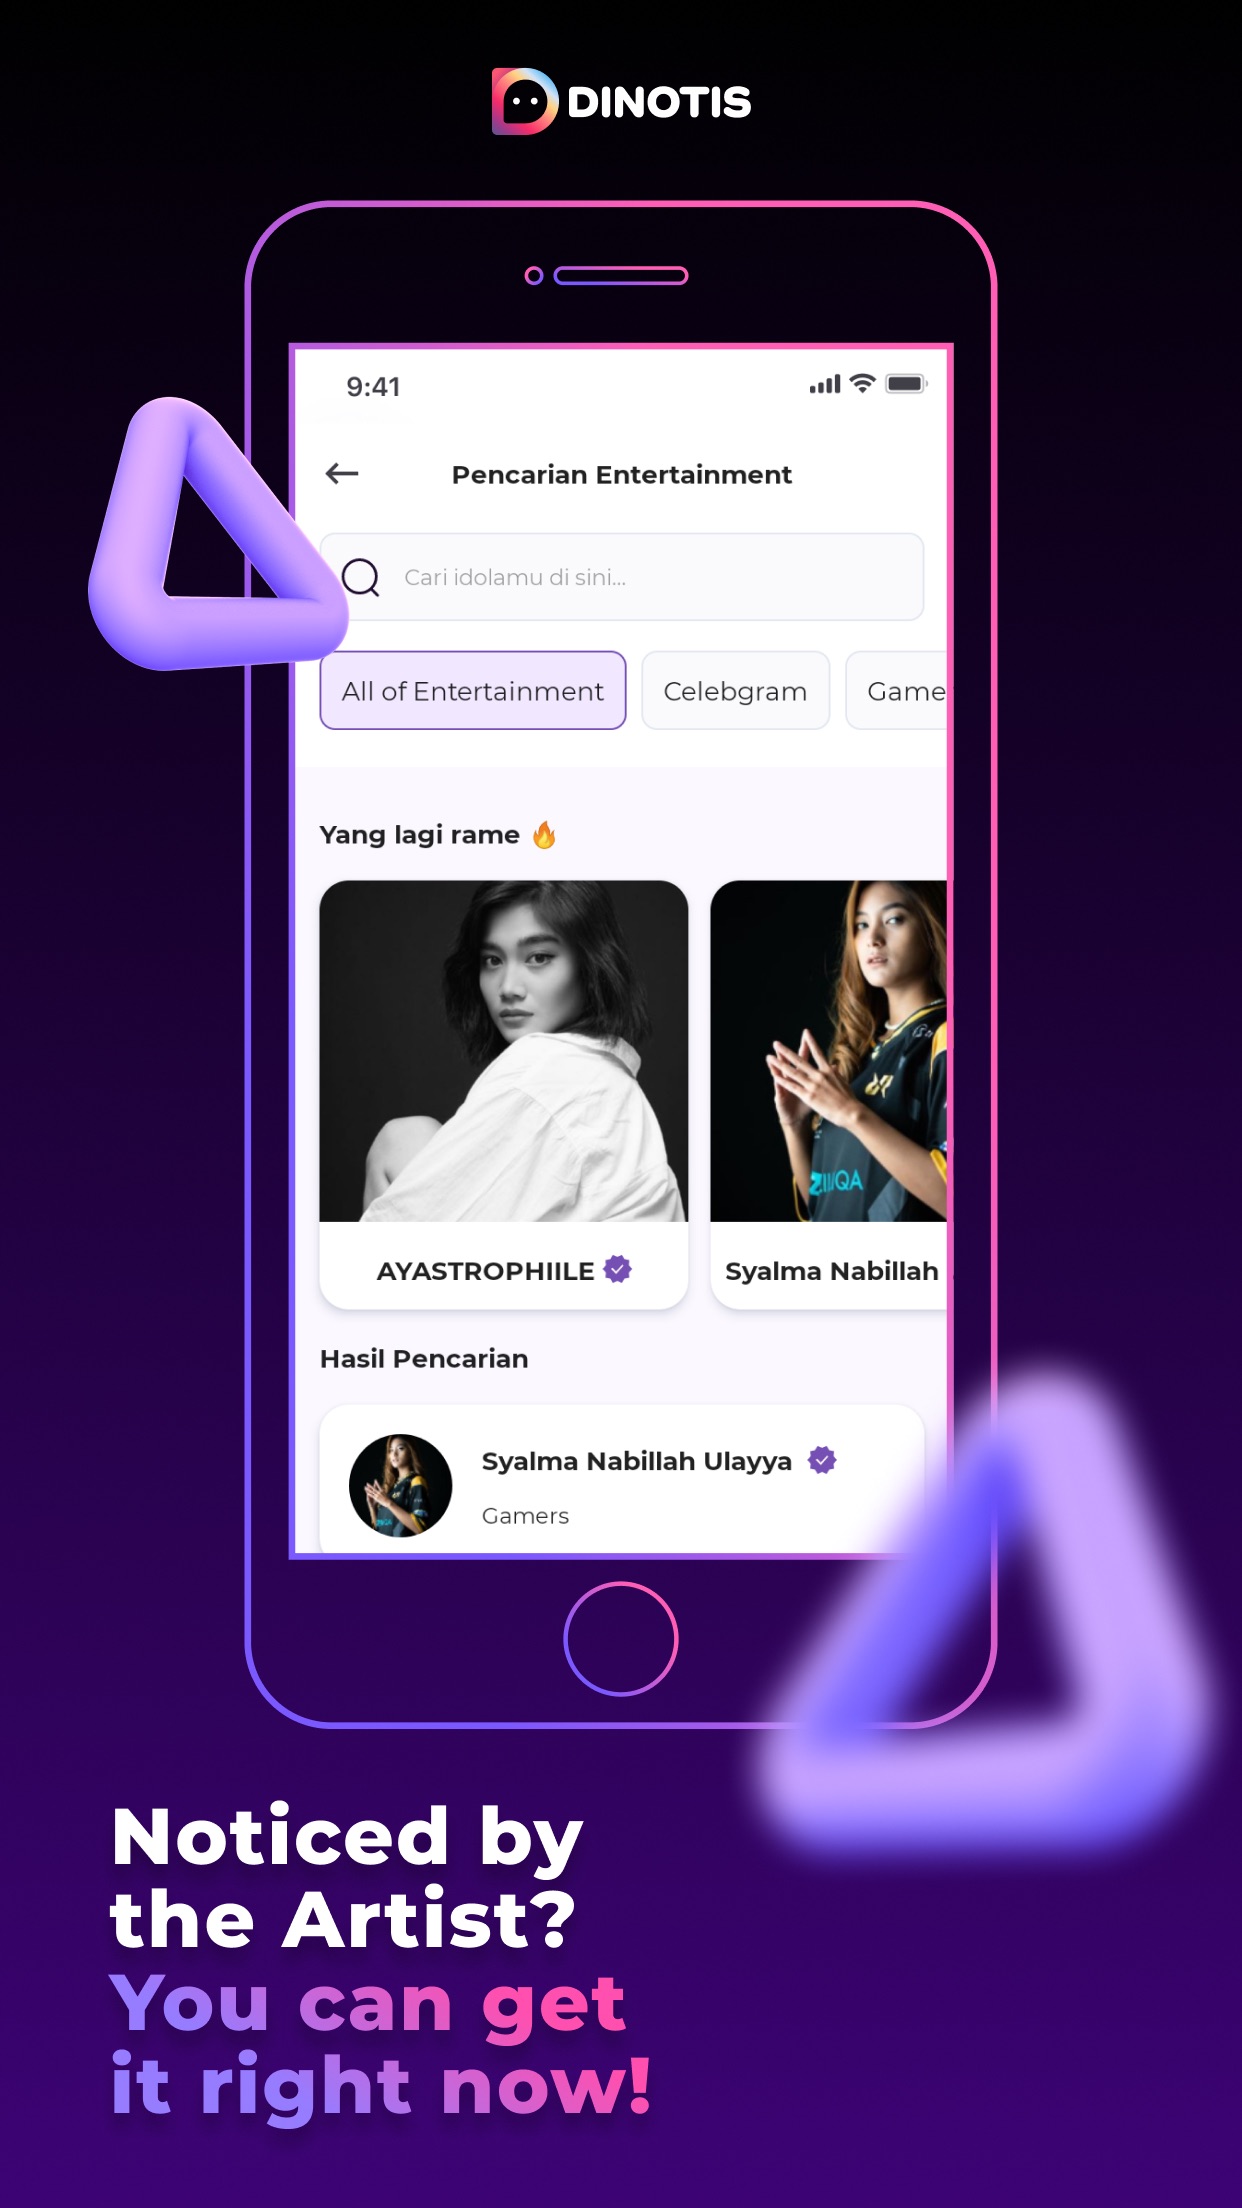 DINOTIS
9:41
Pencarian Entertainment
Cari idolamu di sini...
All of Entertainment
Celebgram
Game
Yang lagi rame 🔥
AYASTROPHIILE
Syalma Nabillah
Hasil Pencarian
Syalma Nabillah Ulayya
Gamers
Noticed by
the Artist?
You can get
it right now!